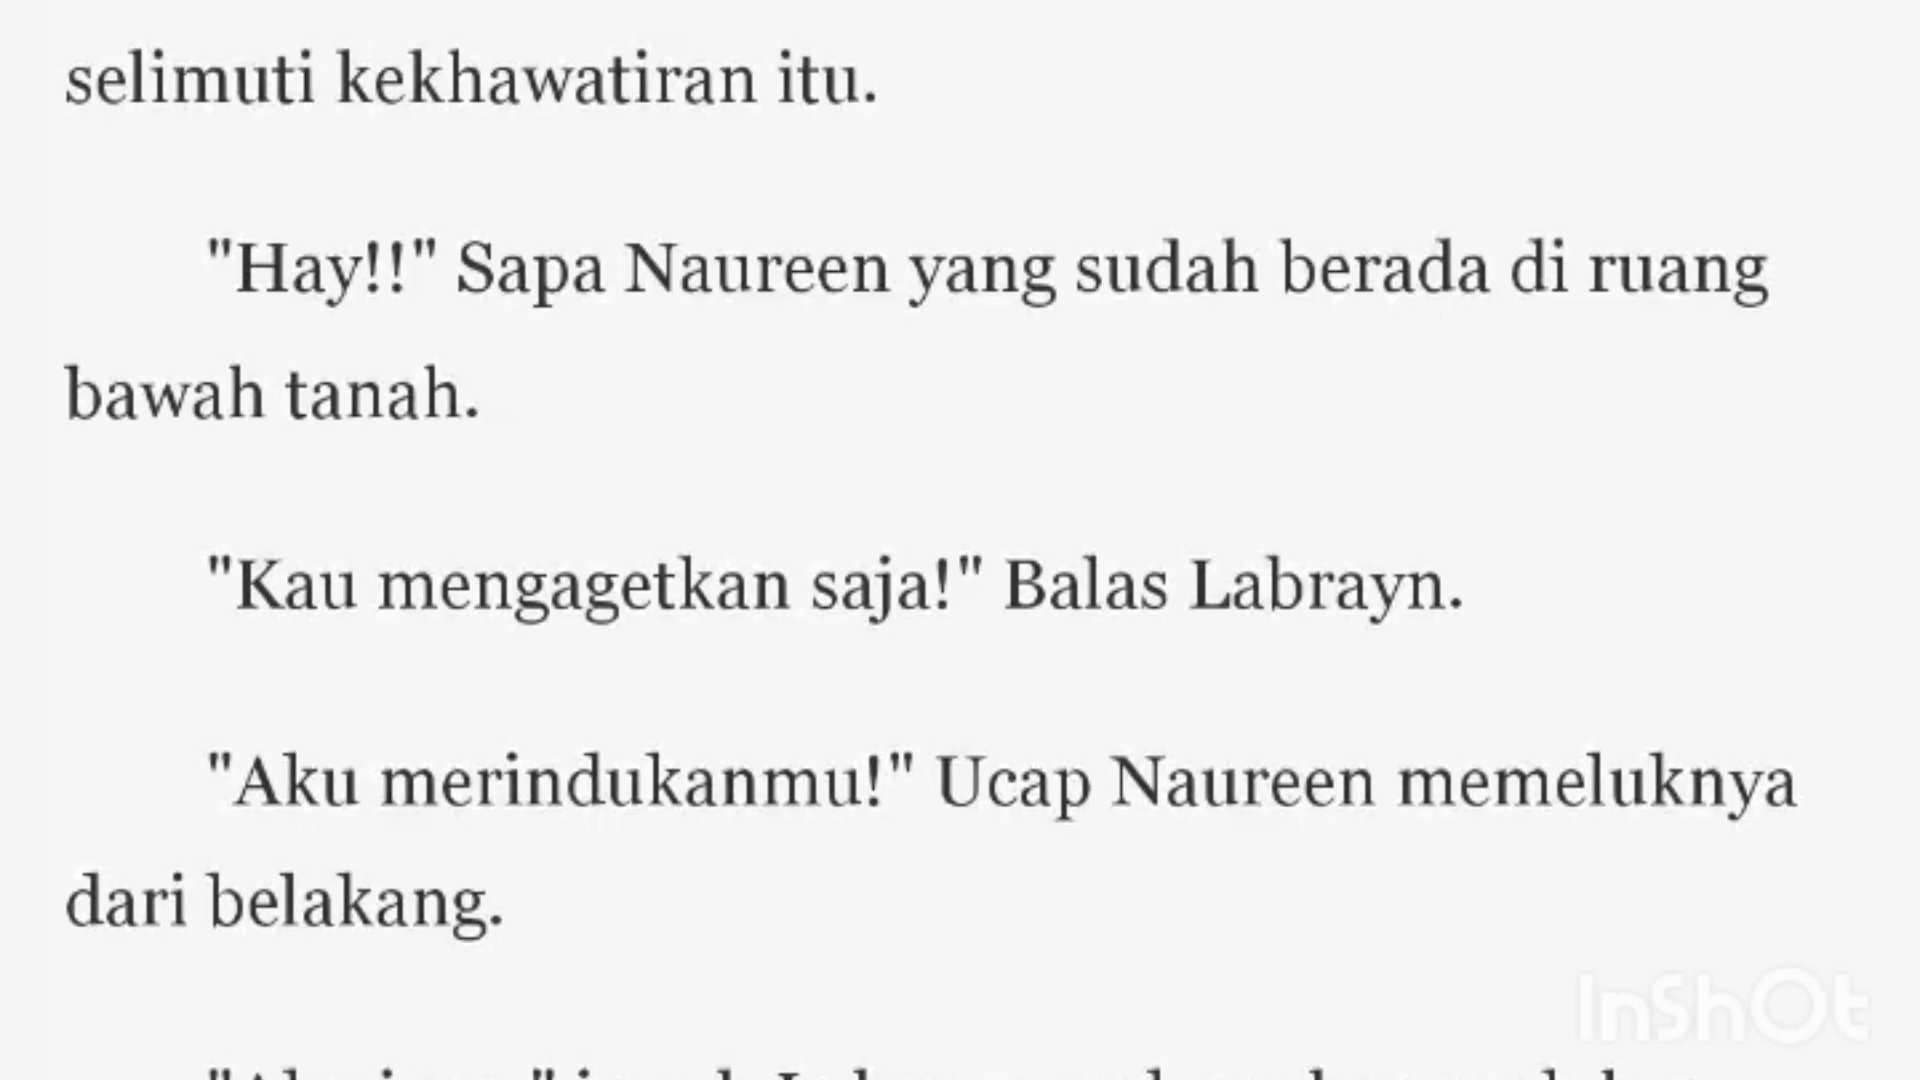 selimuti kekhawatiran itu.
"Hay!!" Sapa Naureen yang sudah berada di ruang
bawah tanah.
"Kau mengagetkan saja!" Balas Labrayn.
"Aku merindukanmu!" Ucap Naureen memeluknya
dari belakang.
InShOt